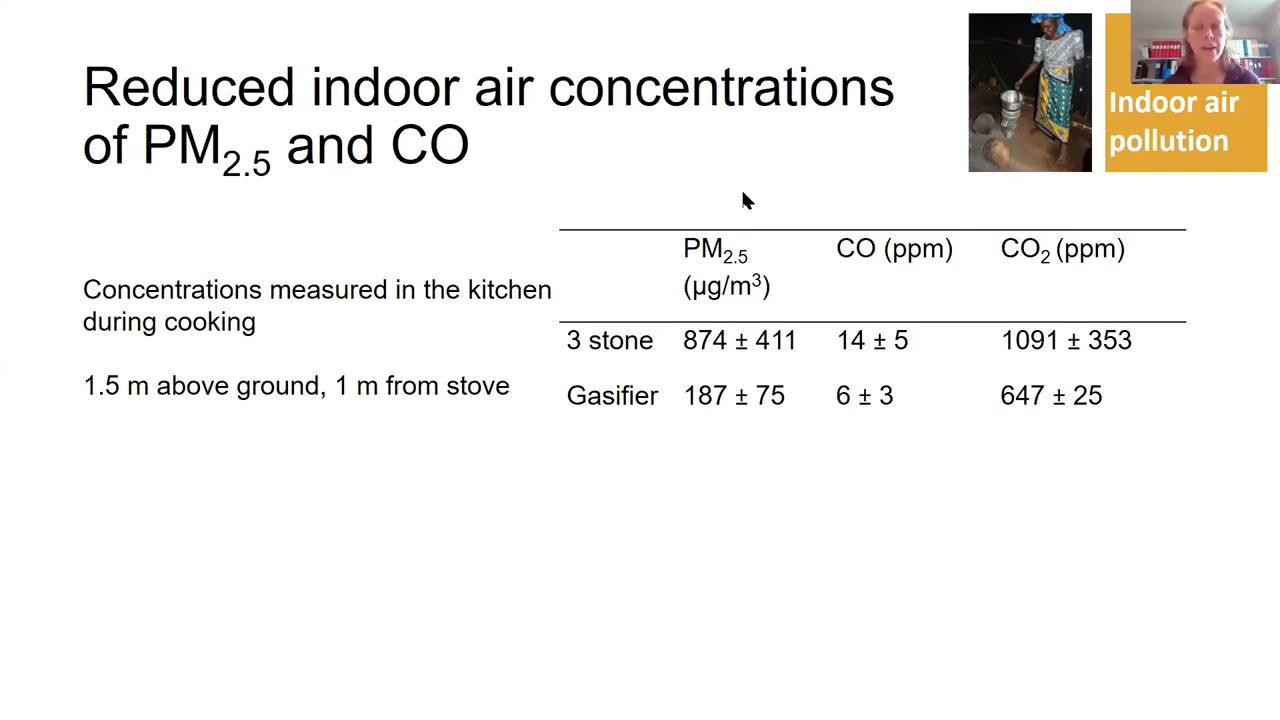 Reduced indoor air concentrations
of PM2.5 and CO
Indoor air
pollution
Concentrations measured in the kitchen
during cooking
1.5 m above ground, 1 m from stove
PM2.5 CO (ppm) CO2 (ppm)
(µg/m³)
3 stone 874 ± 411 14 ± 5 1091 ± 353
Gasifier 187 ± 75 6 ± 3 647 ± 25